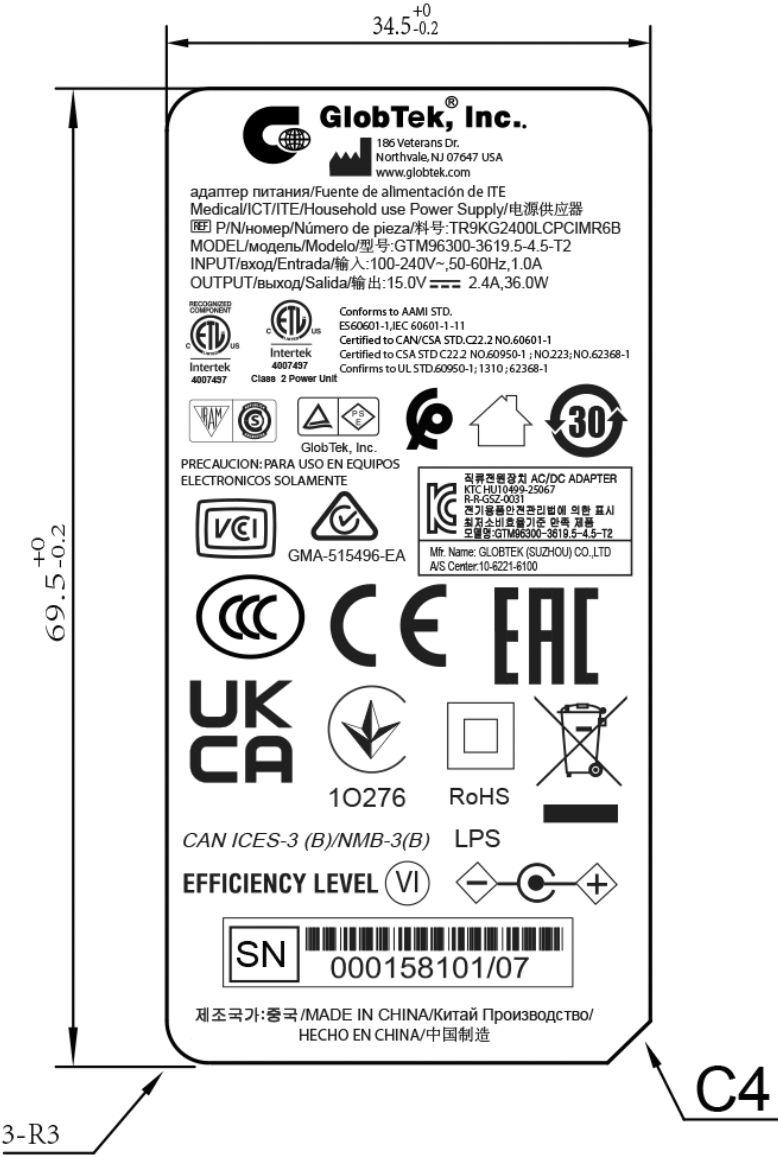 34.5 +0 -0.2
GlobTek, Inc.®
186 Veterans Dr.
Northvale, NJ 07647 USA
www.globtek.com
адаптер питания/Fuente de alimentación de ITE
Medical/ICT/ITE/Household use Power Supply/电源供应器
REF P/N/номер/Número de pieza/料号:TR9KG2400LCPCIMR6B
MODEL/модель/Modelo/型号:GTM96300-3619.5-4.5-T2
INPUT/вход/Entrada/输入:100-240V~,50-60Hz,1.0A
OUTPUT/выход/Salida/输出:15.0V⎓ 2.4A,36.0W
RECOGNIZED
COMPONENT
ETL
C US
Intertek
4007497
ETL
C US
Intertek
4007497
Class 2 Power Unit
Conforms to AAMI STD.
ES60601-1,IEC 60601-1-11
Certified to CAN/CSA STD.C22.2 NO.60601-1
Certified to CSA STD C22.2 NO.60950-1 ; NO.223; NO.62368-1
Confirms to UL STD.60950-1; 1310 ; 62368-1
IRAM
S
PS
E
GlobTek, Inc.
30
PRECAUCION: PARA USO EN EQUIPOS
ELECTRONICOS SOLAMENTE
VCI
GMA-515496-EA
직류전원장치 AC/DC ADAPTER
KTC HU10499-25067
R-R-GSZ-0031
전기용품안전관리법에 의한 표시
최저소비효율기준 만족 제품
모델명:GTM96300-3619.5-4.5-T2
Mfr. Name: GLOBTEK (SUZHOU) CO.,LTD
A/S Center:10-6221-6100
CCC
CE
EAC
UK
CA
1O276
RoHS
CAN ICES-3 (B)/NMB-3(B)
LPS
EFFICIENCY LEVEL VI
SN
000158101/07
제조국가:중국/MADE IN CHINA/Китай Производство/
HECHO EN CHINA/中国制造
69.5 +0 -0.2
3-R3
C4